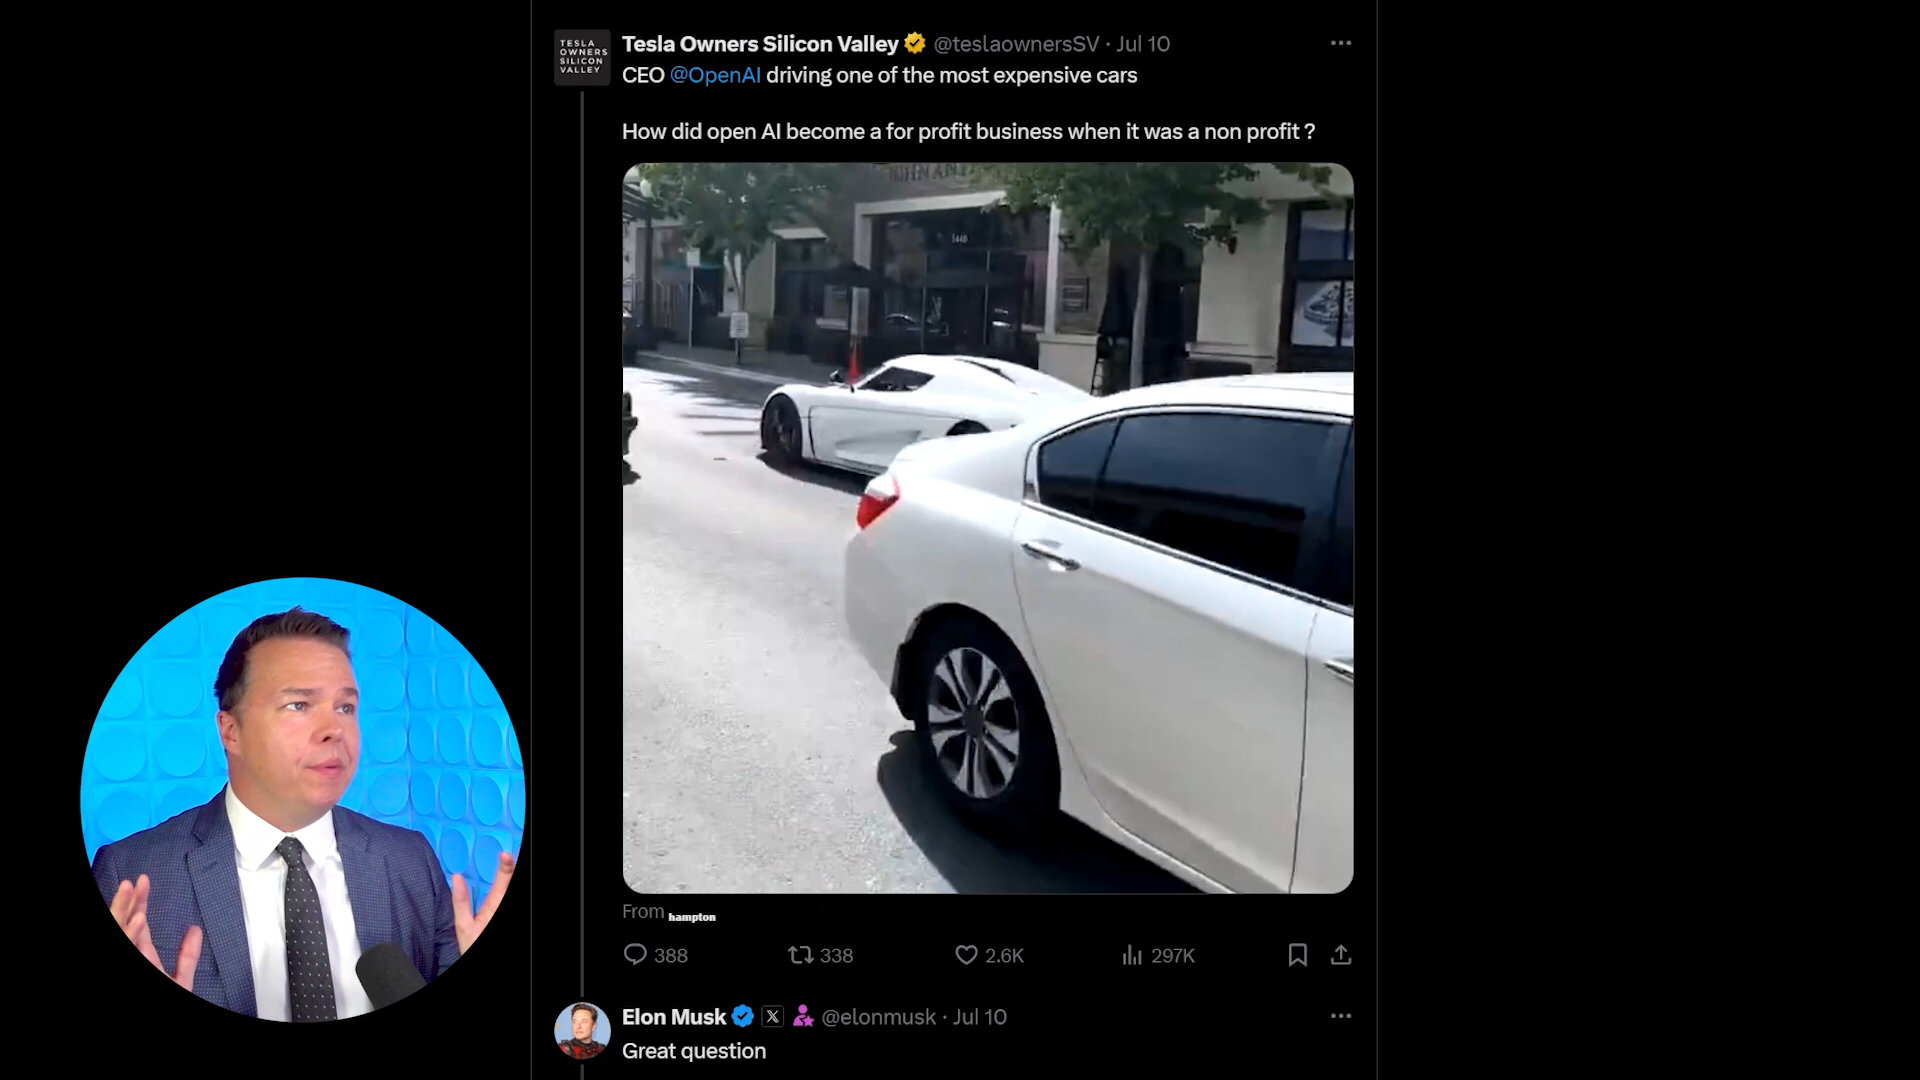 TESLA
OWNERS
SILICON
VALLEY
Tesla Owners Silicon Valley @teslaownersSV · Jul 10
CEO @OpenAI driving one of the most expensive cars
How did open AI become a for profit business when it was a non profit ?
From hampton
388 338 2.6K 297K
Elon Musk X @elonmusk · Jul 10
Great question